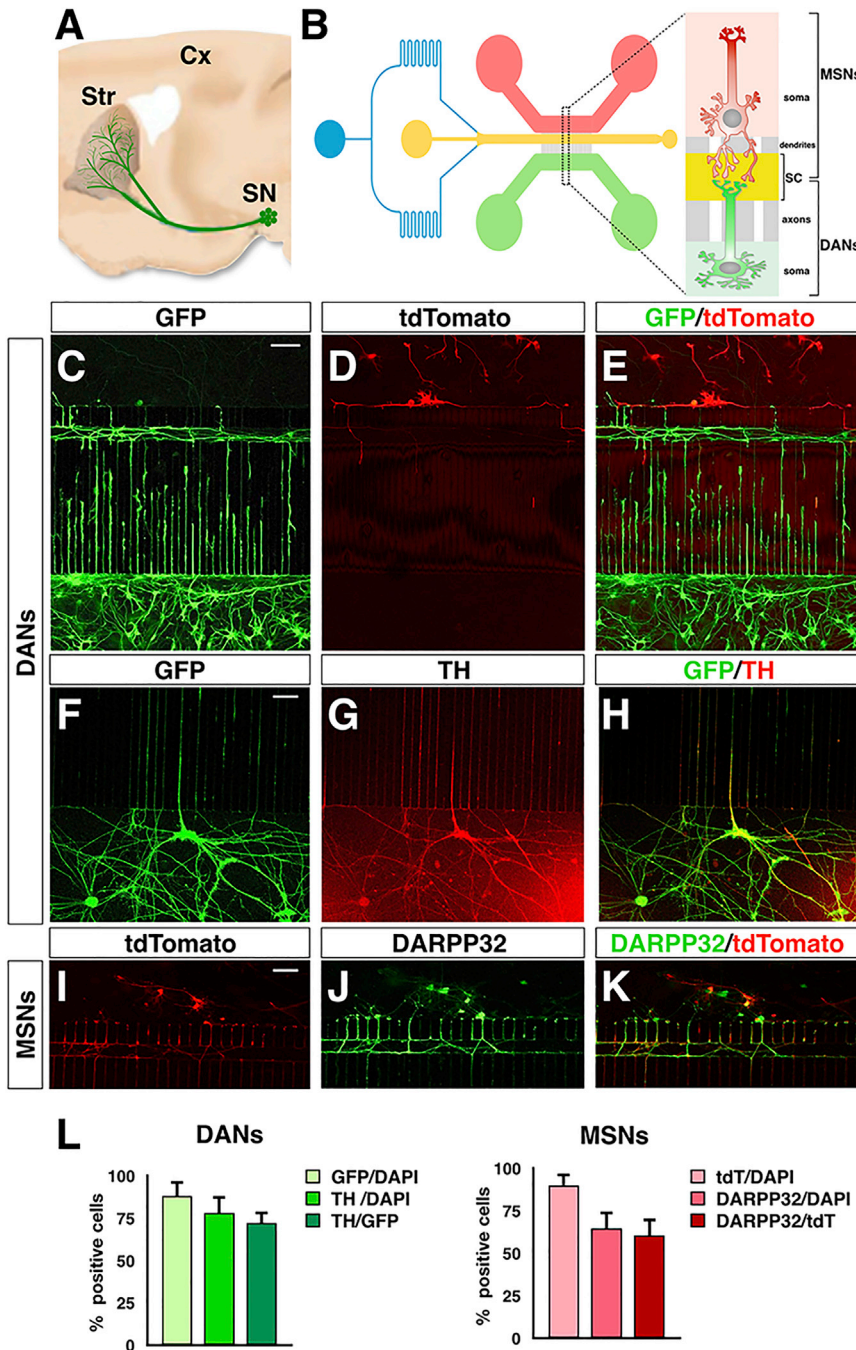 A
Cx
Str
SN
B
MSNs
soma
dendrites
SC
axons
DANs
soma
GFP
tdTomato
GFP/tdTomato
DANs
C
D
E
GFP
TH
GFP/TH
F
G
H
tdTomato
DARPP32
DARPP32/tdTomato
MSNs
I
J
K
L
DANs
% positive cells
100
75
50
25
0
GFP/DAPI
TH /DAPI
TH/GFP
MSNs
% positive cells
100
75
50
25
0
tdT/DAPI
DARPP32/DAPI
DARPP32/tdT